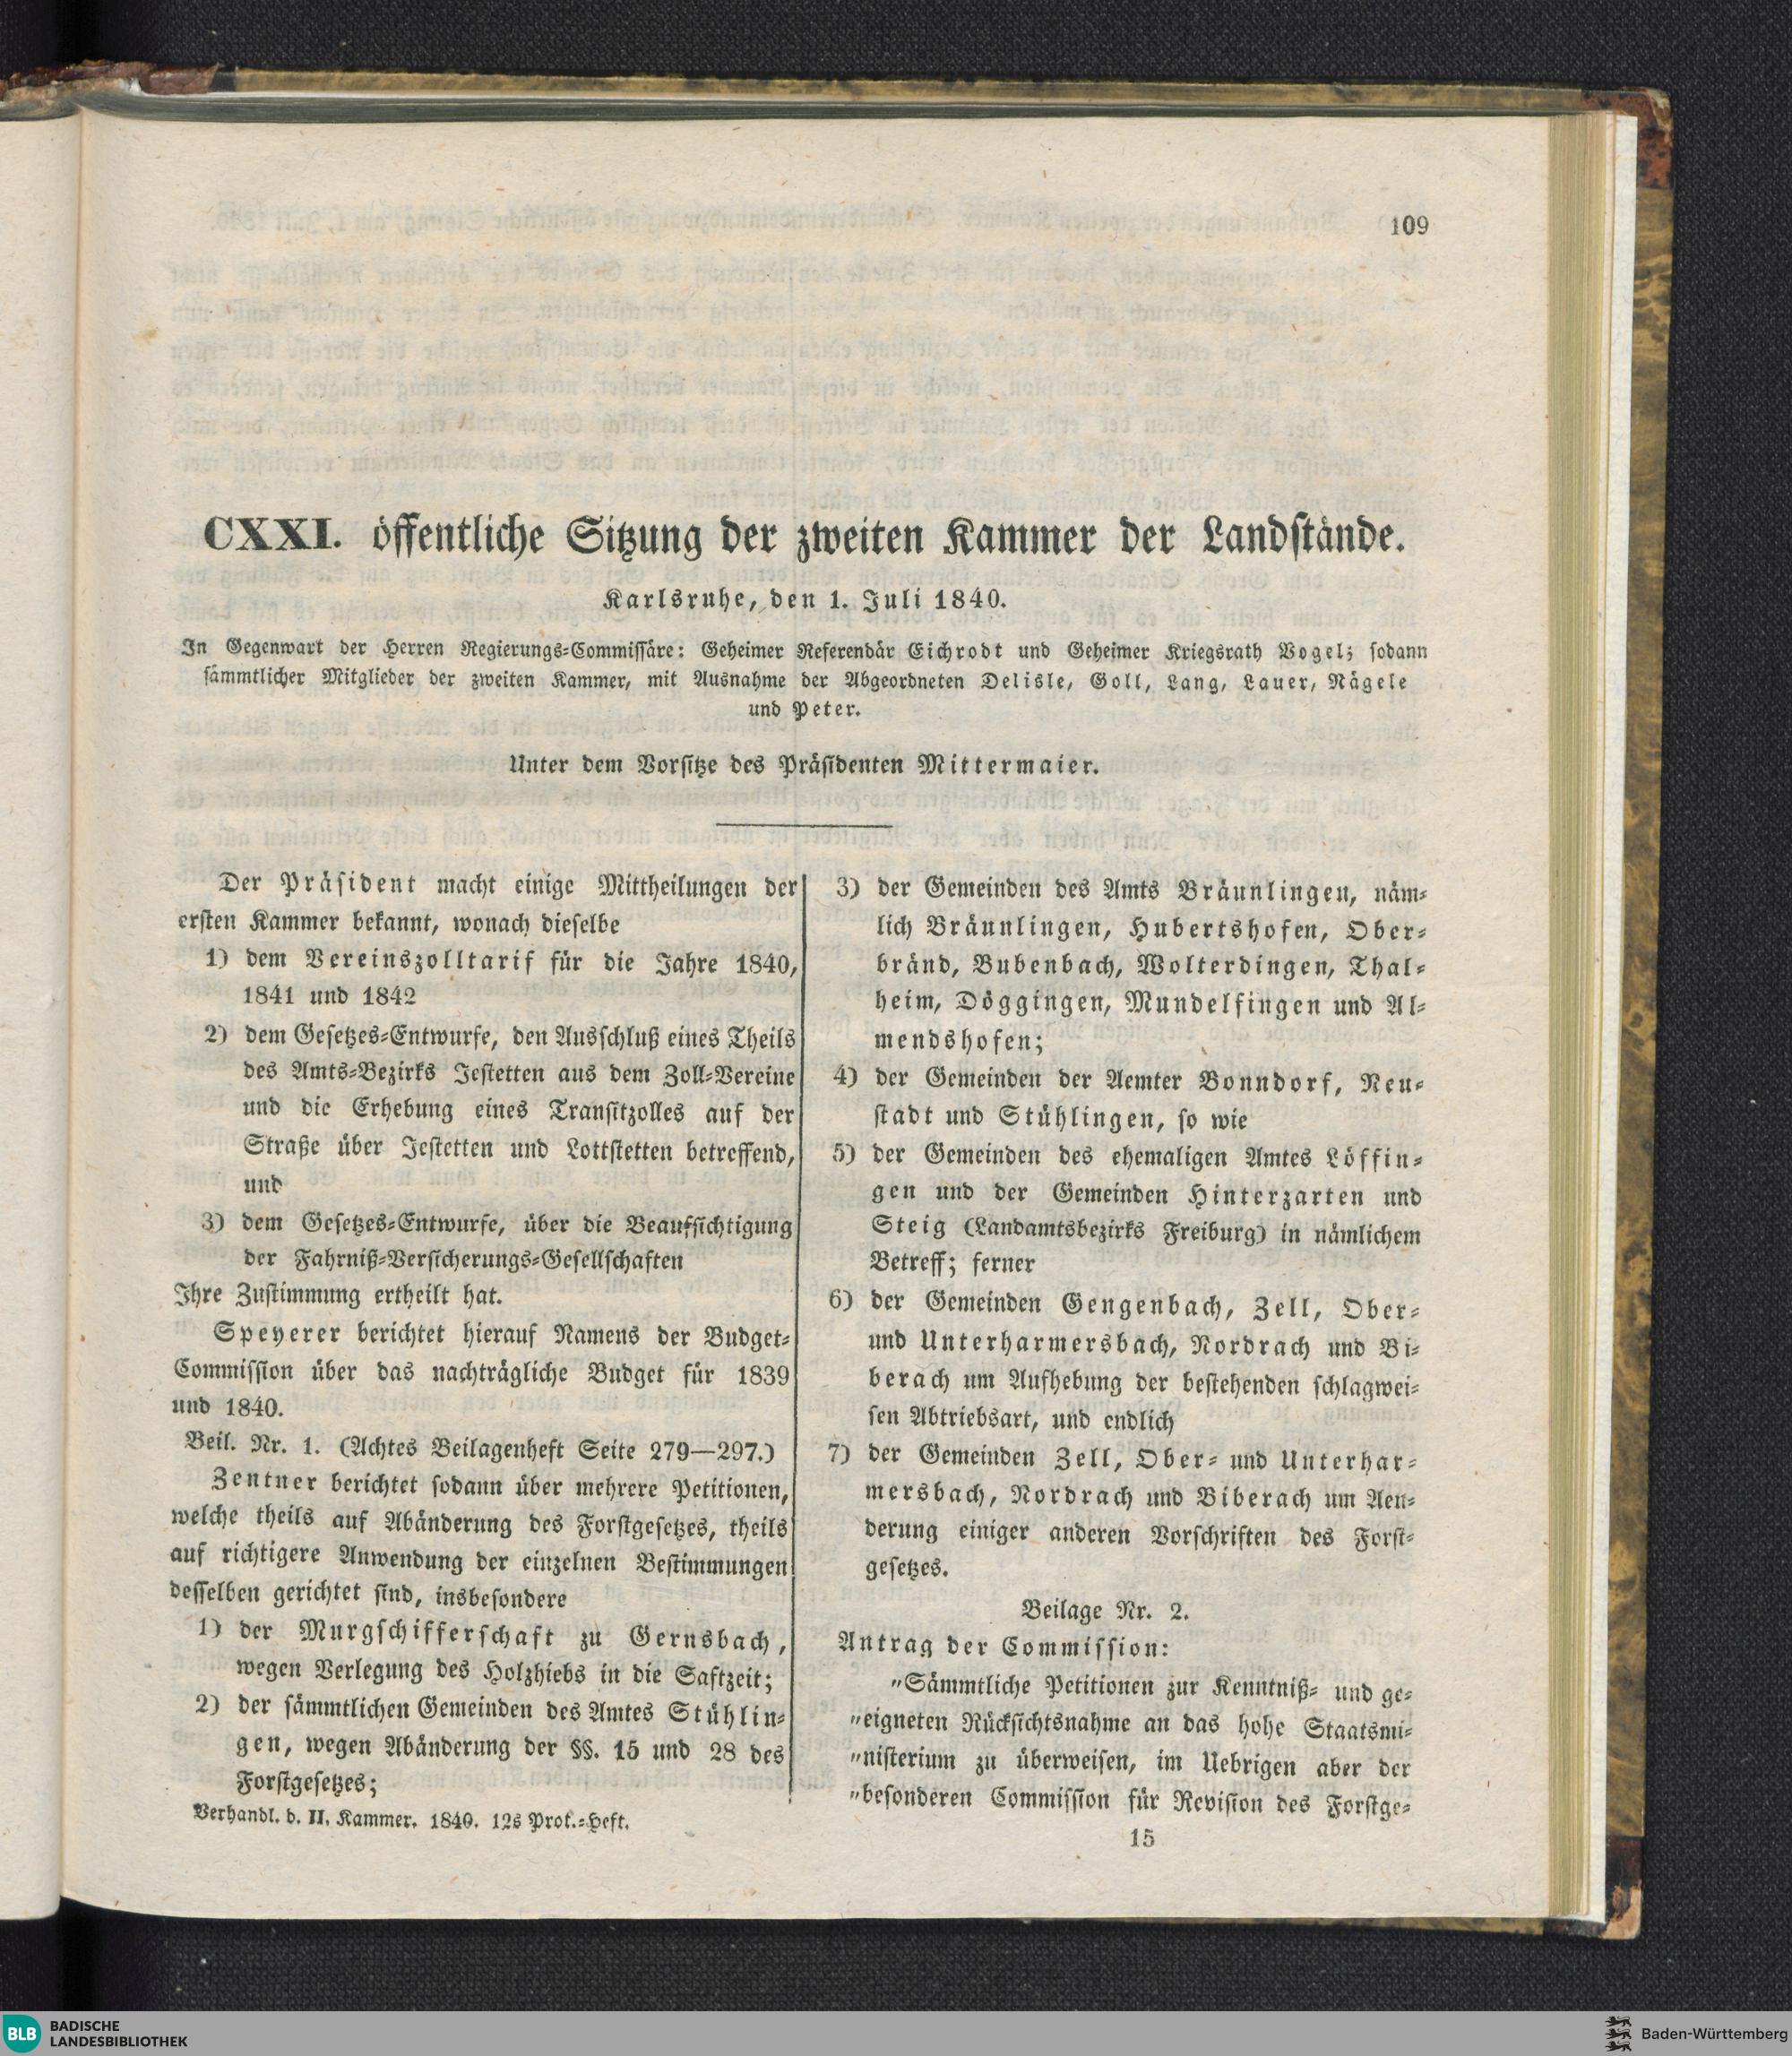 109
CXXI. öffentliche Sitzung der zweiten Kammer der Landstände.
Karlsruhe, den 1. Juli 1840.
In Gegenwart der Herren Regierungs-Commissäre: Geheimer Referendär Eichrodt und Geheimer Kriegsrath Vogel; sodann
sämmtlicher Mitglieder der zweiten Kammer, mit Ausnahme der Abgeordneten Delisle, Goll, Lang, Lauer, Nägele
und Peter.
Unter dem Vorsitze des Präsidenten Mittermaier.
Der Präsident macht einige Mittheilungen der
ersten Kammer bekannt, wonach dieselbe
1) dem Vereinszolltarif für die Jahre 1840,
1841 und 1842
2) dem Gesetzes-Entwurfe, den Ausschluß eines Theils
des Amts-Bezirks Jestetten aus dem Zoll-Vereine
und die Erhebung eines Transitzolles auf der
Straße über Jestetten und Lottstetten betreffend,
und
3) dem Gesetzes-Entwurfe, über die Beaufsichtigung
der Fahrniß-Versicherungs-Gesellschaften
Ihre Zustimmung ertheilt hat.
Speyerer berichtet hierauf Namens der Budget-
Commission über das nachträgliche Budget für 1839
und 1840.
Beil. Nr. 1. (Achtes Beilagenheft Seite 279—297.)
Zentner berichtet sodann über mehrere Petitionen,
welche theils auf Abänderung des Forstgesetzes, theils
auf richtigere Anwendung der einzelnen Bestimmungen
desselben gerichtet sind, insbesondere
1) der Murgschifferschaft zu Gernsbach,
wegen Verlegung des Holzhiebs in die Saftzeit;
2) der sämmtlichen Gemeinden des Amtes Stühlin-
gen, wegen Abänderung der §§. 15 und 28 des
Forstgesetzes;
Verhandl. d. II. Kammer. 1840. 12s Prot.-Heft.
3) der Gemeinden des Amts Bräunlingen, näm-
lich Bräunlingen, Hubertshofen, Ober-
bränd, Bubenbach, Wolterdingen, Thal-
heim, Döggingen, Mundelfingen und Al-
mendshofen;
4) der Gemeinden der Aemter Bonndorf, Neu-
stadt und Stühlingen, so wie
5) der Gemeinden des ehemaligen Amtes Löffin-
gen und der Gemeinden Hinterzarten und
Steig (Landamtsbezirks Freiburg) in nämlichem
Betreff; ferner
6) der Gemeinden Gengenbach, Zell, Ober-
und Unterharmersbach, Nordrach und Bi-
berach um Aufhebung der bestehenden schlagwei-
sen Abtriebsart, und endlich
7) der Gemeinden Zell, Ober- und Unterhar-
mersbach, Nordrach und Biberach um Aen-
derung einiger anderen Vorschriften des Forst-
gesetzes.
Beilage Nr. 2.
Antrag der Commission:
„Sämmtliche Petitionen zur Kenntniß- und ge-
„eigneten Rücksichtsnahme an das hohe Staatsmi-
„nisterium zu überweisen, im Uebrigen aber der
„besonderen Commission für Revision des Forstge-
15
BLB BADISCHE
LANDESBIBLIOTHEK
Baden-Württemberg